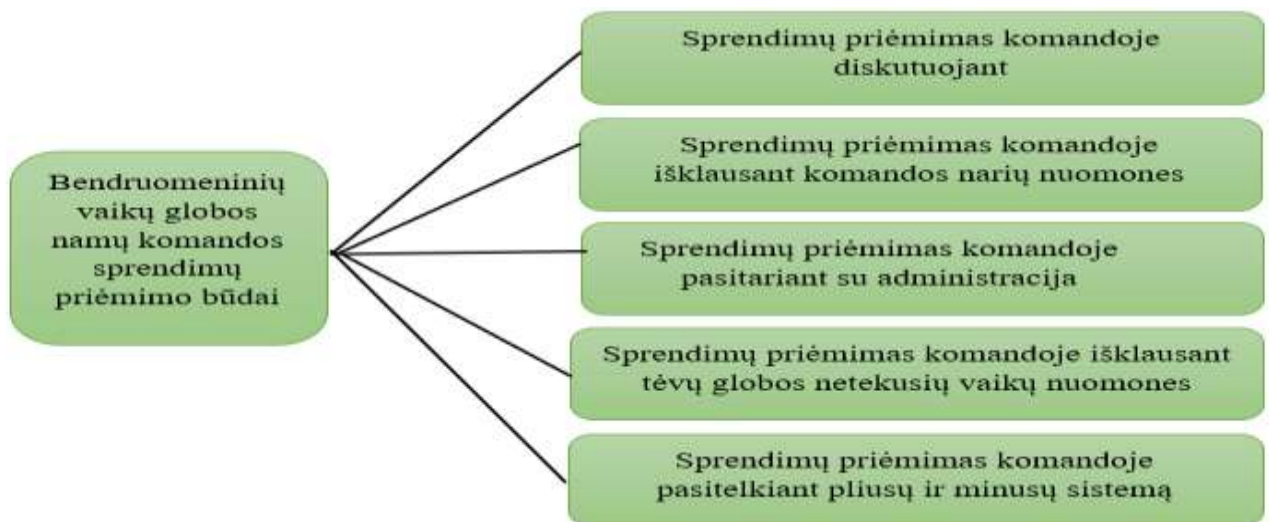 Bendruomeninių
vaikų globos
namų komandos
sprendimų
priėmimo būdai
Sprendimų priėmimas komandoje
diskutuojant
Sprendimų priėmimas komandoje
išklausant komandos narių nuomones
Sprendimų priėmimas komandoje
pasitariant su administracija
Sprendimų priėmimas komandoje išklausant
tėvų globos netekusių vaikų nuomones
Sprendimų priėmimas komandoje
pasitelkiant pliusų ir minusų sistemą